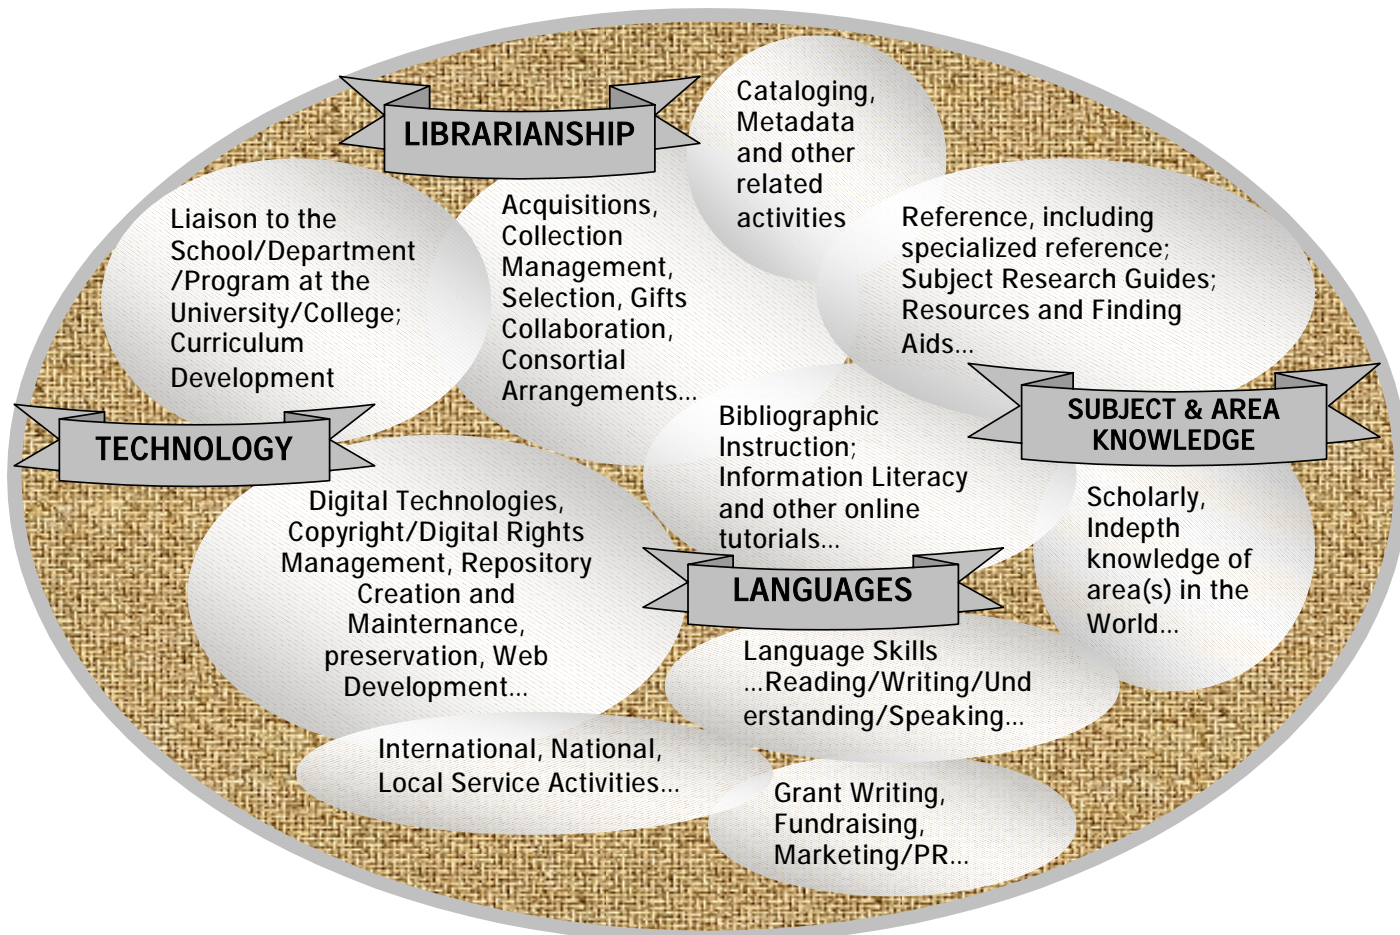 LIBRARIANSHIP
Cataloging,
Metadata
and other
related
activities
Liaison to the
School/Department
/Program at the
University/College;
Curriculum
Development
Acquisitions,
Collection
Management,
Selection, Gifts
Collaboration,
Consortial
Arrangements...
Reference, including
specialized reference;
Subject Research Guides;
Resources and Finding
Aids...
TECHNOLOGY
SUBJECT & AREA
KNOWLEDGE
Bibliographic
Instruction;
Information Literacy
and other online
tutorials...
Digital Technologies,
Copyright/Digital Rights
Management, Repository
Creation and
Mainternance,
preservation, Web
Development...
Scholarly,
Indepth
knowledge of
area(s) in the
World...
LANGUAGES
Language Skills
...Reading/Writing/Und
erstanding/Speaking...
International, National,
Local Service Activities...
Grant Writing,
Fundraising,
Marketing/PR...